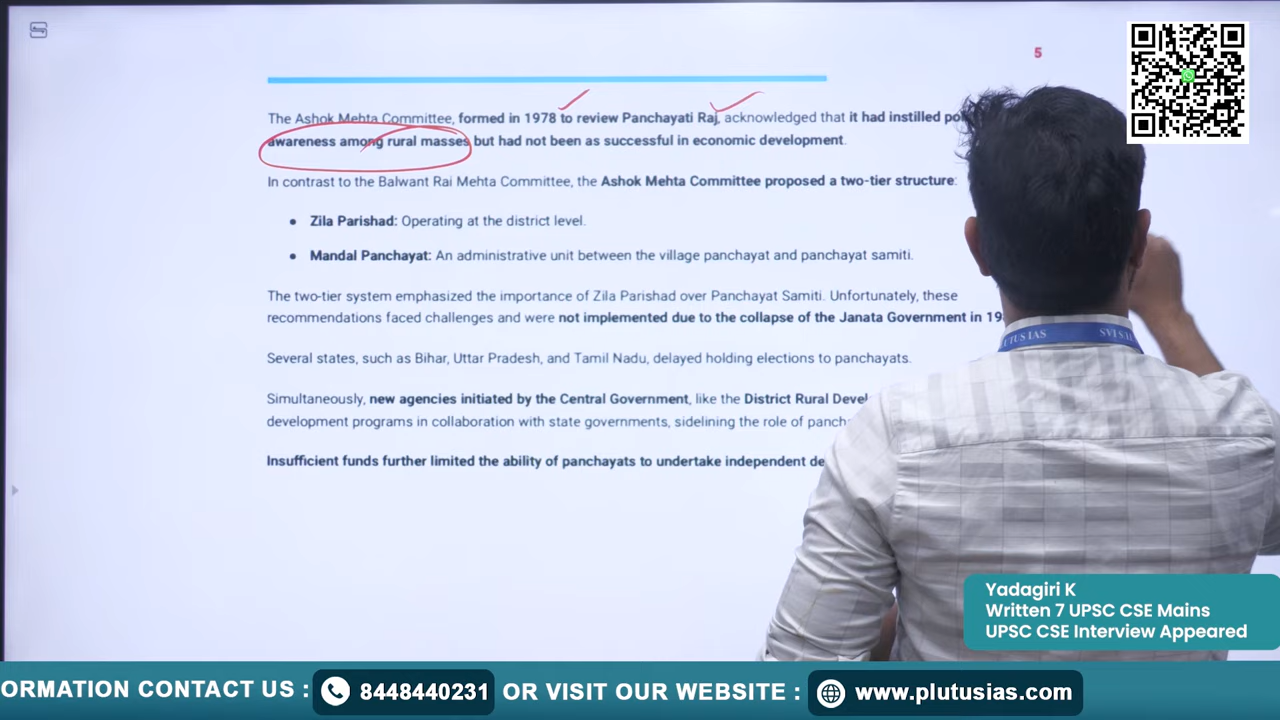 5
The Ashok Mehta Committee, formed in 1978 to review Panchayati Raj, acknowledged that it had instilled
awareness among rural masses but had not been as successful in economic development.
In contrast to the Balwant Rai Mehta Committee, the Ashok Mehta Committee proposed a two-tier structure:
• Zila Parishad: Operating at the district level.
• Mandal Panchayat: An administrative unit between the village panchayat and panchayat samiti.
The two-tier system emphasized the importance of Zila Parishad over Panchayat Samiti. Unfortunately, these
recommendations faced challenges and were not implemented due to the collapse of the Janata Government in
Several states, such as Bihar, Uttar Pradesh, and Tamil Nadu, delayed holding elections to panchayats.
Simultaneously, new agencies initiated by the Central Government, like the District Rural
development programs in collaboration with state governments, sidelining the role of
Insufficient funds further limited the ability of panchayats to undertake independent
PLUTUS IAS
Yadagiri K
Written 7 UPSC CSE Mains
UPSC CSE Interview Appeared
ORMATION CONTACT US : 8448440231 OR VISIT OUR WEBSITE : www.plutusias.com